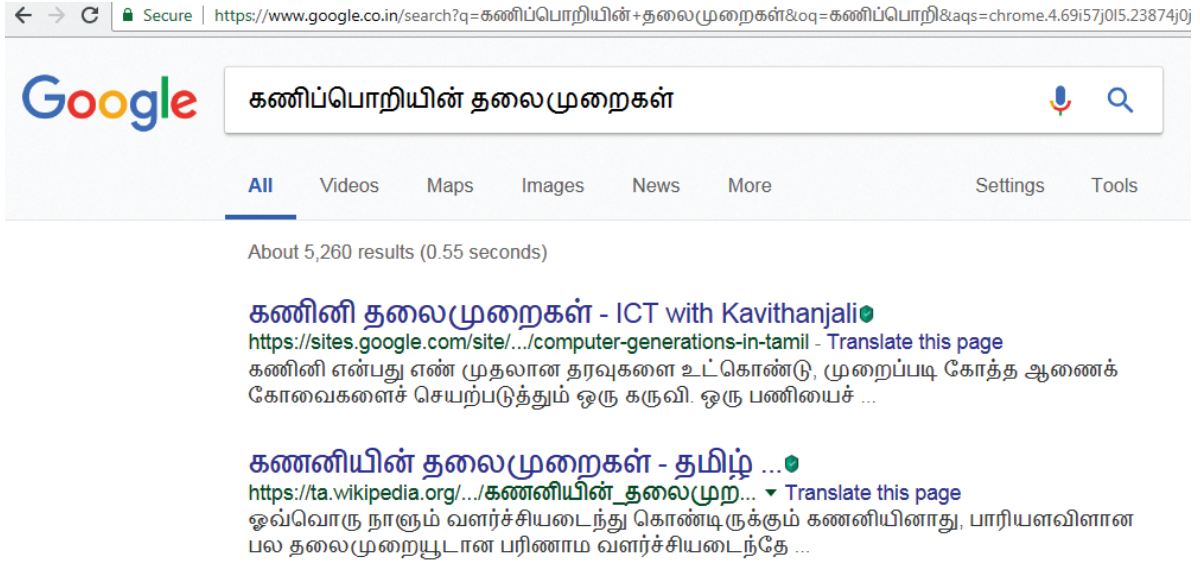 Secure https://www.google.co.in/search?q=கணிப்பொறியின்+தலைமுறைகள்&oq=கணிப்பொறி&aqs=chrome.4.69i57j0l5.23874j0j
Google கணிப்பொறியின் தலைமுறைகள்
All Videos Maps Images News More Settings Tools
About 5,260 results (0.55 seconds)
கணினி தலைமுறைகள் - ICT with Kavithanjali
https://sites.google.com/site/.../computer-generations-in-tamil - Translate this page
கணினி என்பது எண் முதலான தரவுகளை உட்கொண்டு, முறைப்படி கோத்த ஆணைக்
கோவைகளைச் செயற்படுத்தும் ஒரு கருவி. ஒரு பணியைச் ...
கணனியின் தலைமுறைகள் - தமிழ் ...
https://ta.wikipedia.org/.../கணனியின்_தலைமுற... Translate this page
ஒவ்வொரு நாளும் வளர்ச்சியடைந்து கொண்டிருக்கும் கணனியினாது, பாரியளவிளான
பல தலைமுறையூடான பரிணாம வளர்ச்சியடைந்தே ...